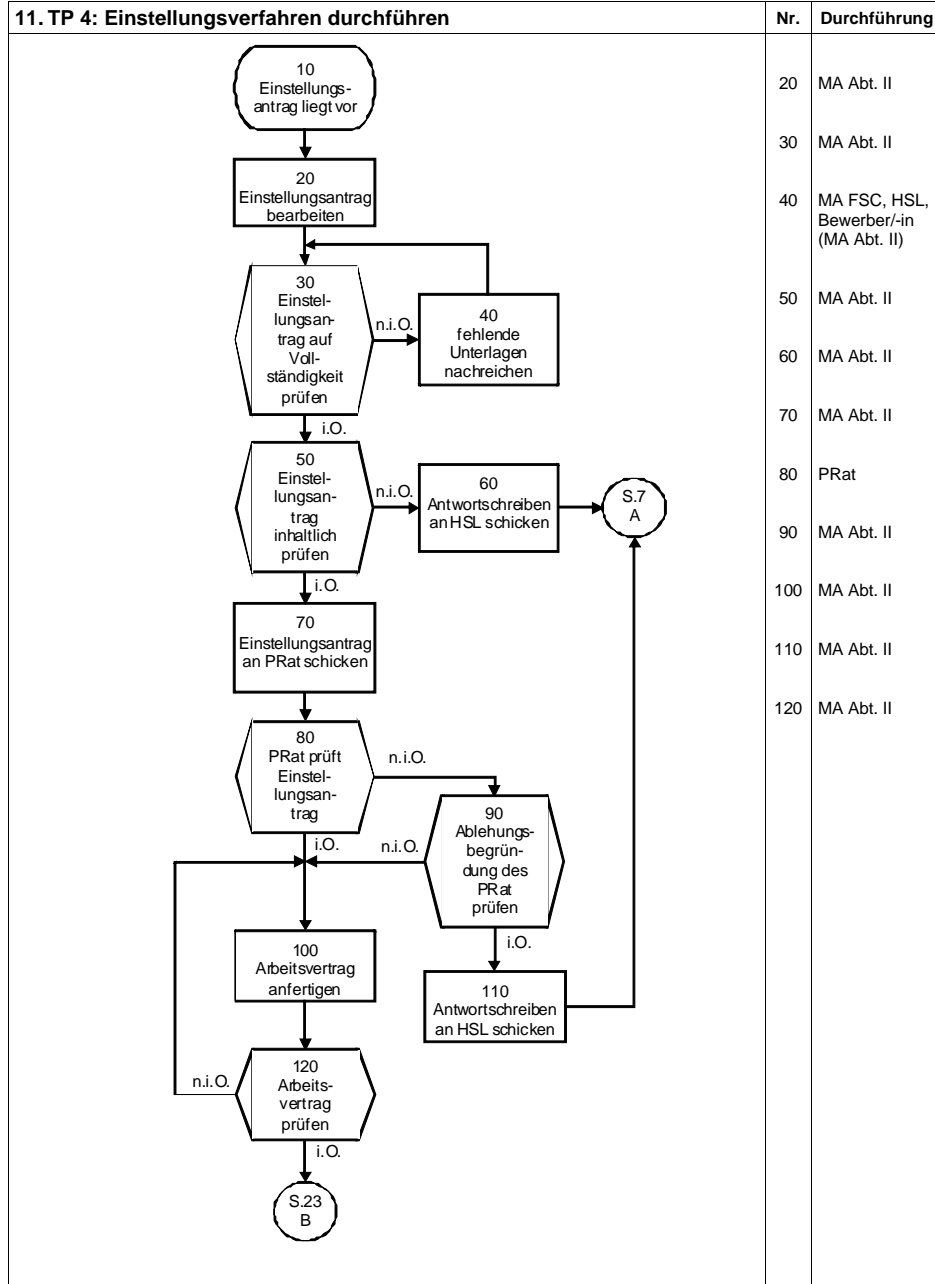 11. TP 4: Einstellungsverfahren durchführen
Nr.
Durchführung
10
Einstellungs-
antrag liegt vor
20
Einstellungsantrag
bearbeiten
30
Einstel-
lungsan-
trag auf
Voll-
ständigkeit
prüfen
n.i.O.
40
fehlende
Unterlagen
nachreichen
i.O.
50
Einstel-
lungsan-
trag
inhaltlich
prüfen
n.i.O.
60
Antwortschreiben
an HSL schicken
S.7
A
i.O.
70
Einstellungsantrag
an PRat schicken
80
PRat prüft
Einstel-
lungsan-
trag
n.i.O.
90
Ablehungs-
begrün-
dung des
PRat
prüfen
n.i.O.
i.O.
i.O.
100
Arbeitsvertrag
anfertigen
110
Antwortschreiben
an HSL schicken
120
Arbeits-
vertrag
prüfen
n.i.O.
i.O.
S.23
B
20 MA Abt. II
30 MA Abt. II
40 MA FSC, HSL,
Bewerber/-in
(MA Abt. II)
50 MA Abt. II
60 MA Abt. II
70 MA Abt. II
80 PRat
90 MA Abt. II
100 MA Abt. II
110 MA Abt. II
120 MA Abt. II